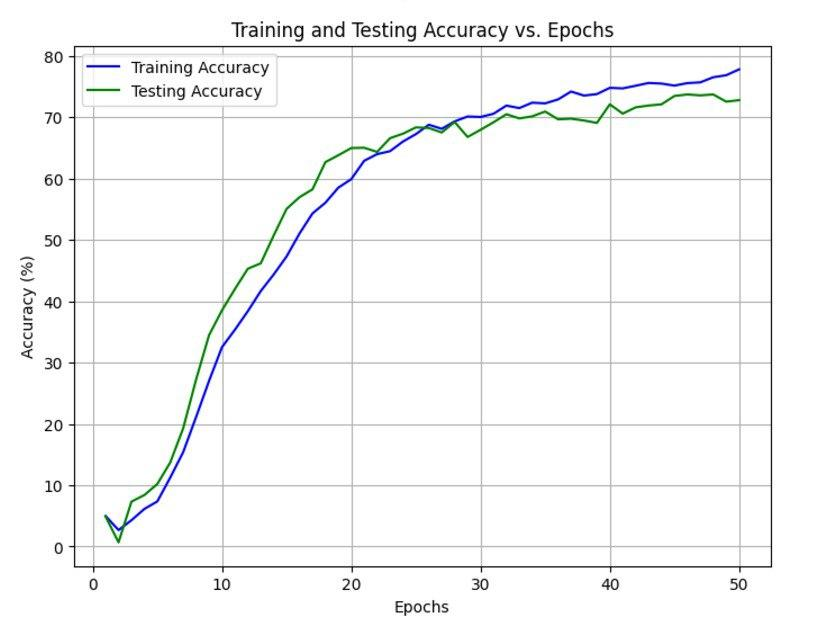 Training and Testing Accuracy vs. Epochs
Training Accuracy
Testing Accuracy
80
70
60
50
40
30
20
10
0
Accuracy (%)
0 10 20 30 40 50
Epochs